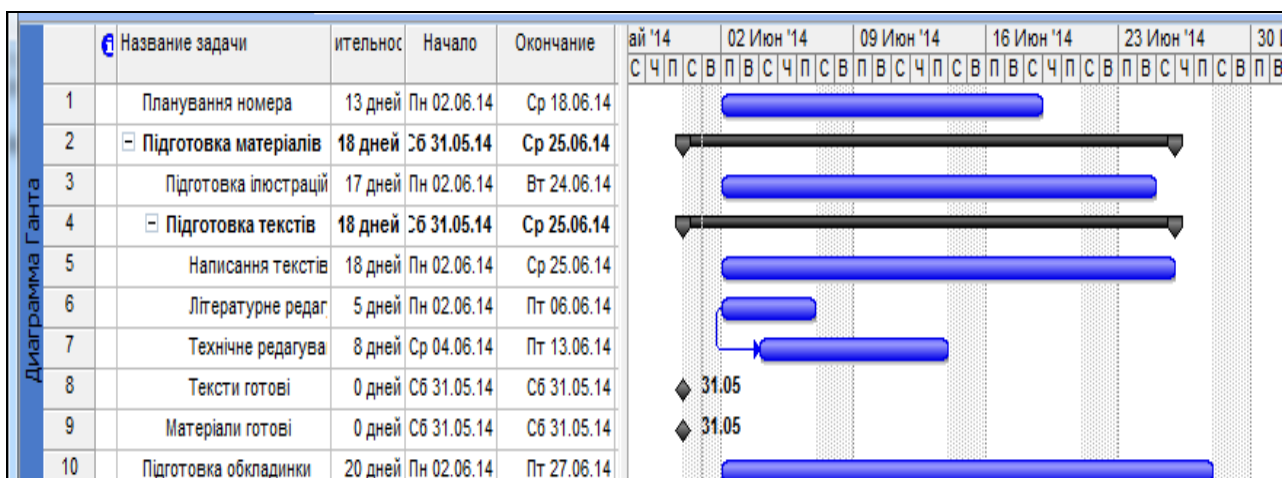 Название задачи ительнос Начало Окончание ай '14 02 Июн '14 09 Июн '14 16 Июн '14 23 Июн '14 30
С Ч П С В П В С Ч П С В П В С Ч П С В П В С Ч П С В П В С Ч П С В П В
1 Планування номера 13 дней Пн 02.06.14 Ср 18.06.14
2 Підготовка матеріалів 18 дней Сб 31.05.14 Ср 25.06.14
3 Підготовка ілюстрацій 17 дней Пн 02.06.14 Вт 24.06.14
4 Підготовка текстів 18 дней Сб 31.05.14 Ср 25.06.14
5 Написання текстів 18 дней Пн 02.06.14 Ср 25.06.14
6 Літературне редаг 5 дней Пн 02.06.14 Пт 06.06.14
7 Технічне редагува 8 дней Ср 04.06.14 Пт 13.06.14
8 Тексти готові 0 дней Сб 31.05.14 Сб 31.05.14 31.05
9 Матеріали готові 0 дней Сб 31.05.14 Сб 31.05.14 31.05
10 Підготовка обкладинки 20 дней Пн 02.06.14 Пт 27.06.14
Диаграмма Ганта